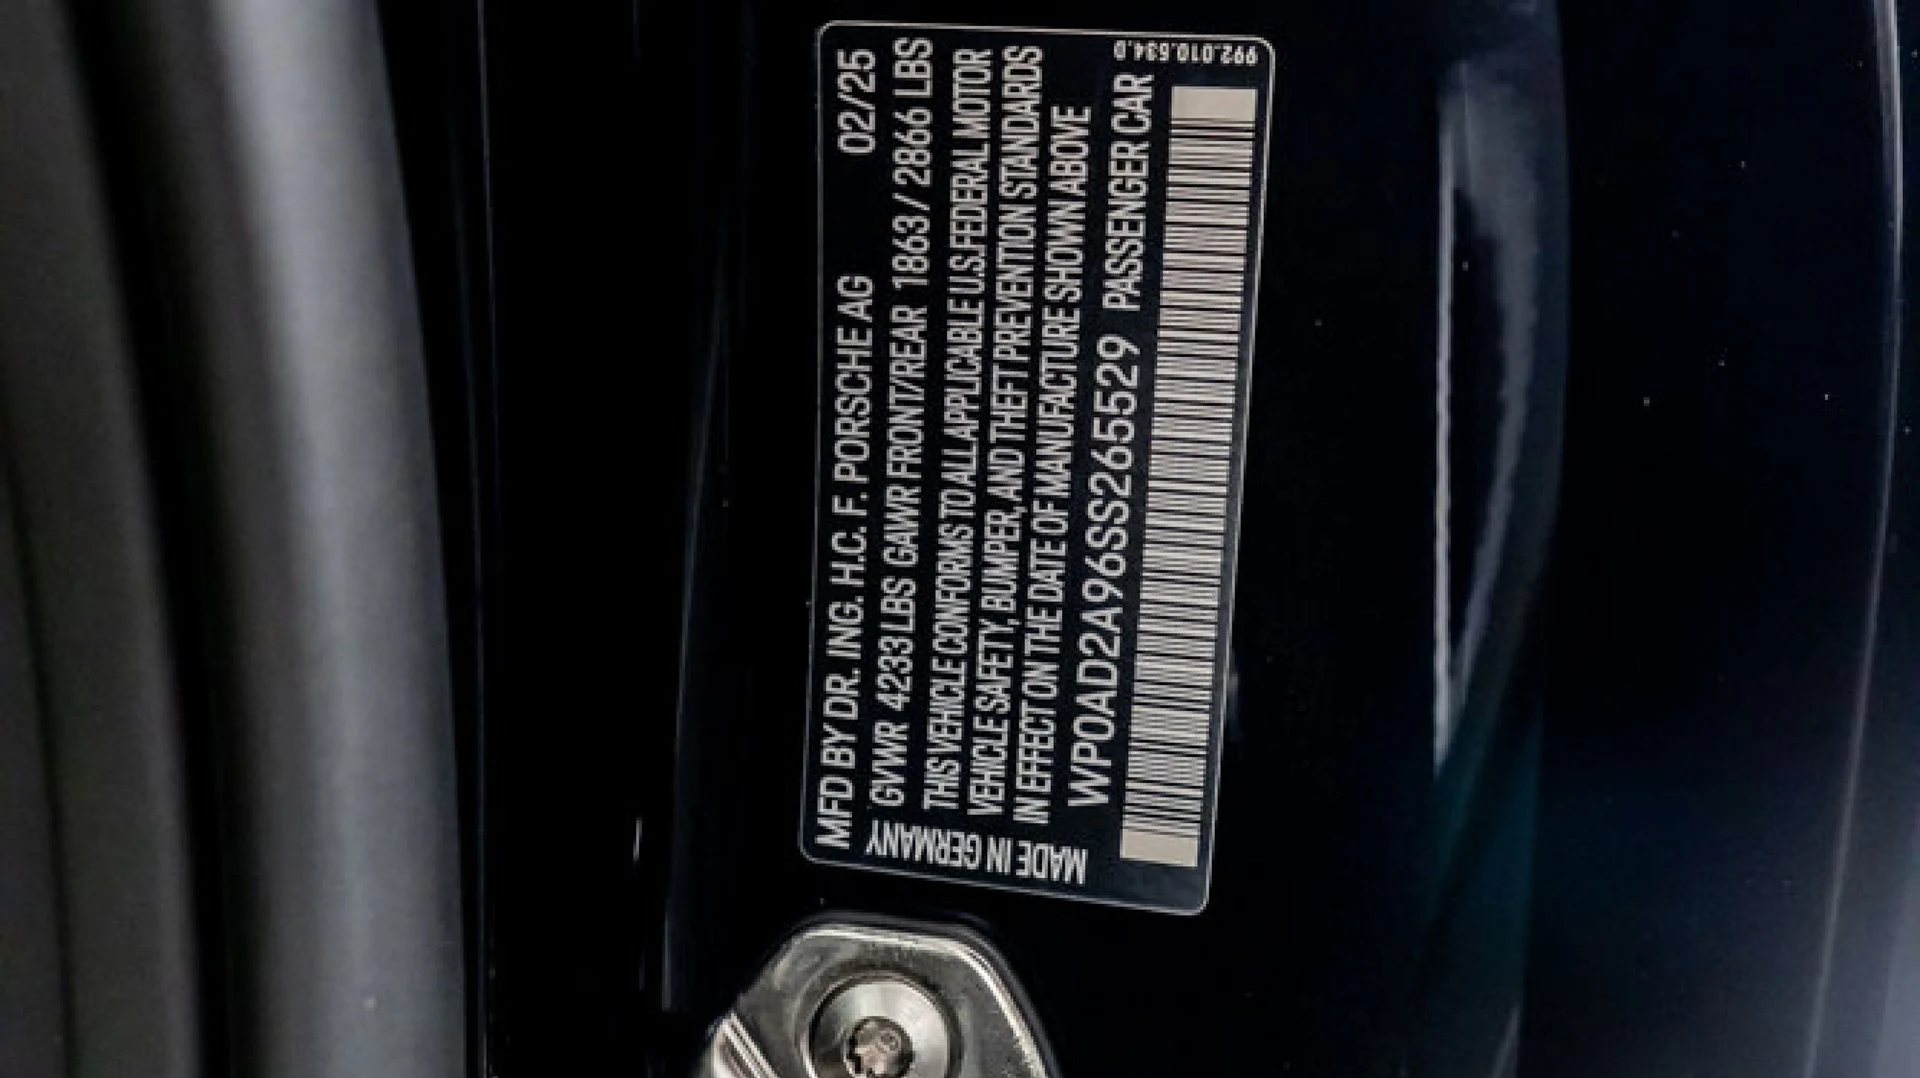 MFD BY DR. ING. H.C. F. PORSCHE AG 02/25
GVWR 4233 LBS GAWR FRONT/REAR 1863 / 2866 LBS
THIS VEHICLE CONFORMS TO ALL APPLICABLE U.S. FEDERAL MOTOR
VEHICLE SAFETY, BUMPER, AND THEFT PREVENTION STANDARDS
IN EFFECT ON THE DATE OF MANUFACTURE SHOWN ABOVE
WP0AD2A96SS265529 PASSENGER CAR
MADE IN GERMANY
992.010.634.D